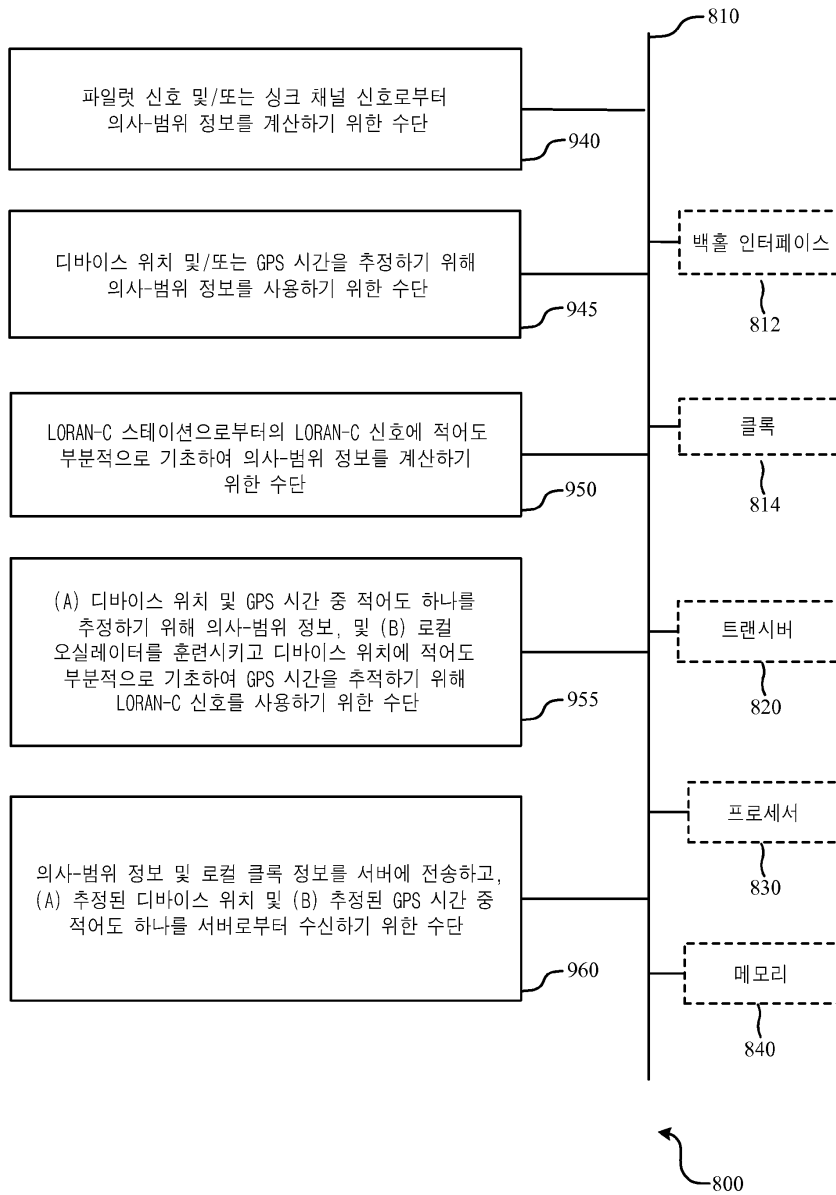 810
파일럿 신호 및/또는 싱크 채널 신호로부터
의사-범위 정보를 계산하기 위한 수단
940
백홀 인터페이스
812
디바이스 위치 및/또는 GPS 시간을 추정하기 위해
의사-범위 정보를 사용하기 위한 수단
945
클록
814
LORAN-C 스테이션으로부터의 LORAN-C 신호에 적어도
부분적으로 기초하여 의사-범위 정보를 계산하기
위한 수단
950
(A) 디바이스 위치 및 GPS 시간 중 적어도 하나를
추정하기 위해 의사-범위 정보, 및 (B) 로컬
오실레이터를 훈련시키고 디바이스 위치에 적어도
부분적으로 기초하여 GPS 시간을 추적하기 위해
LORAN-C 신호를 사용하기 위한 수단
955
트랜시버
820
프로세서
830
의사-범위 정보 및 로컬 클록 정보를 서버에 전송하고,
(A) 추정된 디바이스 위치 및 (B) 추정된 GPS 시간 중
적어도 하나를 서버로부터 수신하기 위한 수단
960
메모리
840
800